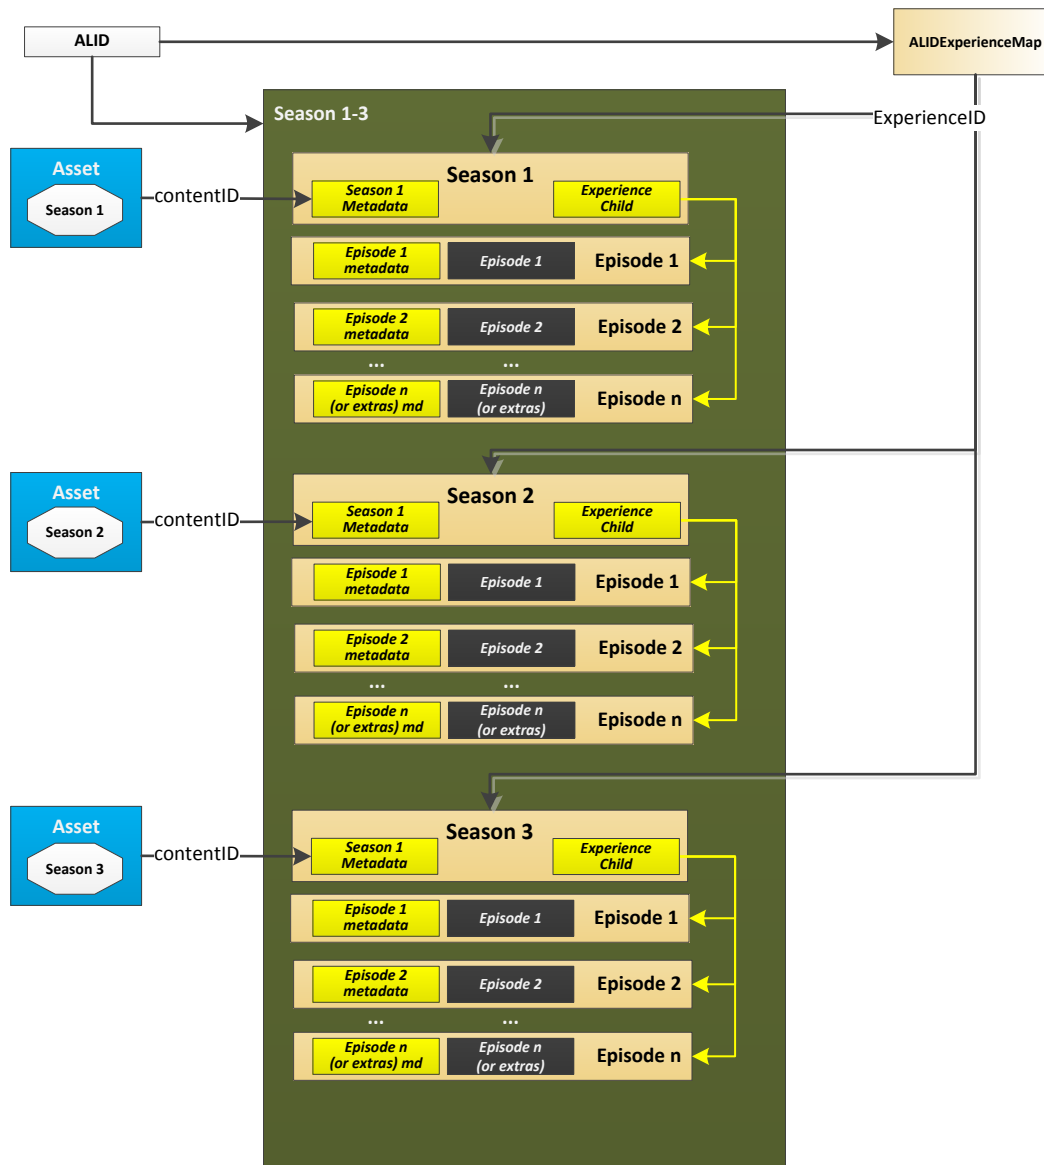 ALID
ALIDExperienceMap
Season 1-3
ExperienceID
Asset
Season 1
contentID
Season 1
Season 1
Metadata
Experience
Child
Episode 1
metadata
Episode 1
Episode 1
Episode 2
metadata
Episode 2
Episode 2
...
...
Episode n
(or extras) md
Episode n
(or extras)
Episode n
Asset
Season 2
contentID
Season 2
Season 1
Metadata
Experience
Child
Episode 1
metadata
Episode 1
Episode 1
Episode 2
metadata
Episode 2
Episode 2
...
...
Episode n
(or extras) md
Episode n
(or extras)
Episode n
Asset
Season 3
contentID
Season 3
Season 1
Metadata
Experience
Child
Episode 1
metadata
Episode 1
Episode 1
Episode 2
metadata
Episode 2
Episode 2
...
...
Episode n
(or extras) md
Episode n
(or extras)
Episode n